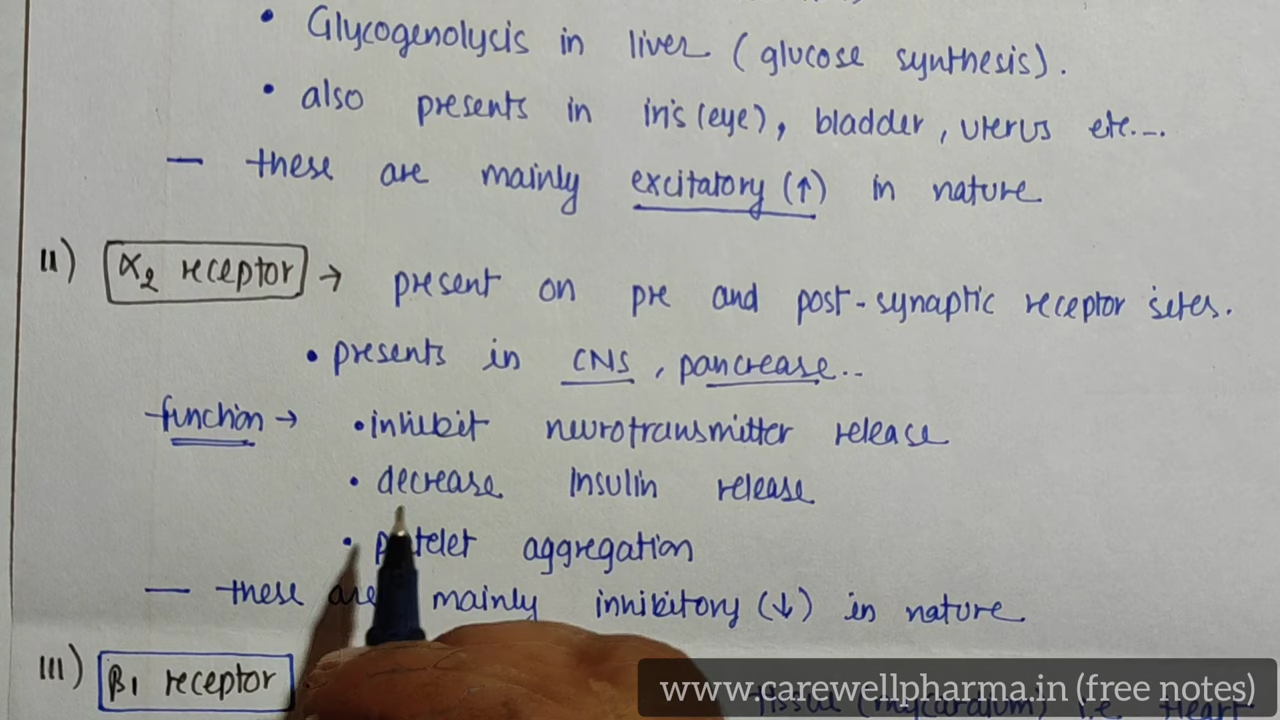 • Glycogenolysis in liver (glucose synthesis).
• also presents in iris (eye), bladder, uterus etc...
— these are mainly excitatory (↑) in nature
II) α2 receptor → present on pre and post-synaptic receptor sites.
• presents in CNS, pancrease..
function → • inhibit neurotransmitter release
• decrease Insulin release
• platelet aggregation
— these are mainly inhibitory (↓) in nature
III) β1 receptor
www.carewellpharma.in (free notes)